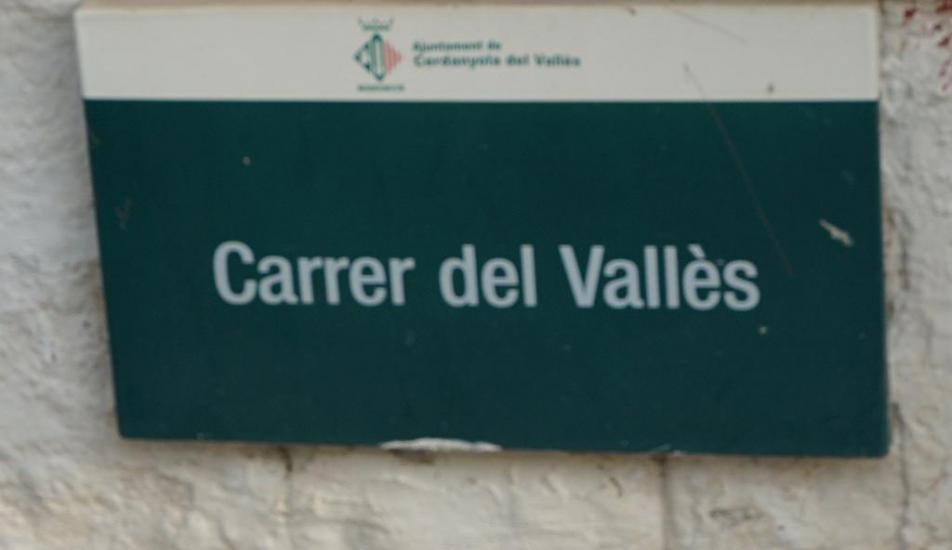 Ajuntament de
Cerdanyola del Vallès
Carrer del Vallès